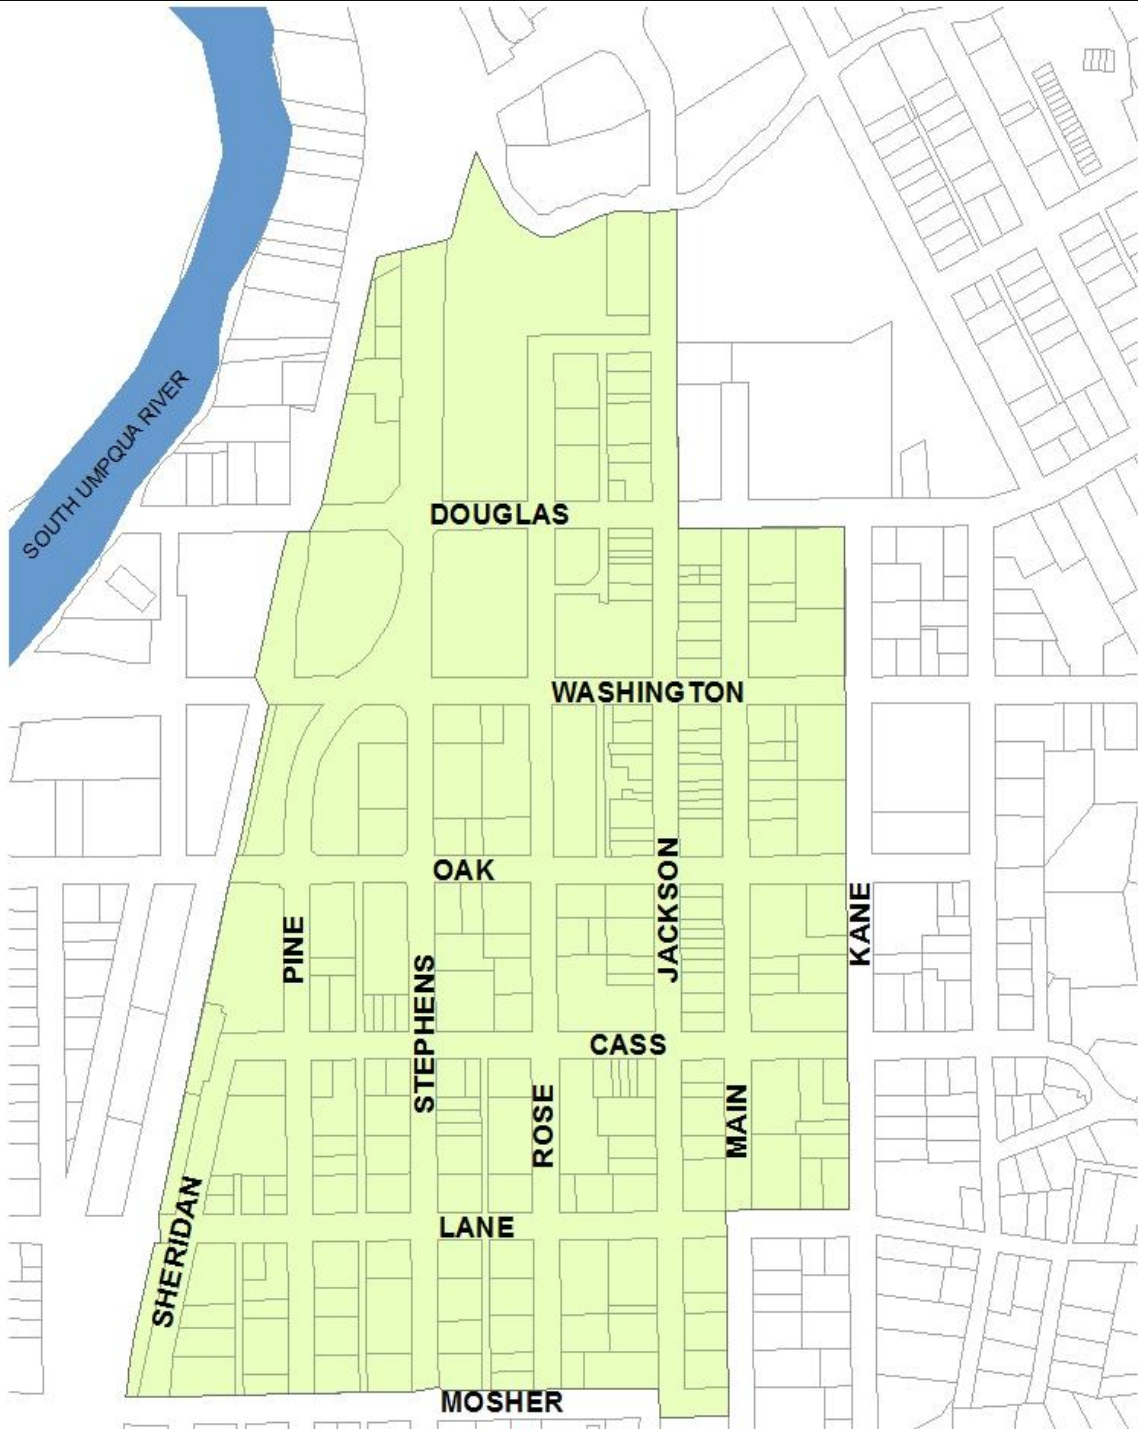 SOUTH UMPQUA RIVER
DOUGLAS
WASHINGTON
OAK
JACKSON
KANE
PINE
STEPHENS
CASS
ROSE
MAIN
SHERIDAN
LANE
MOSHER